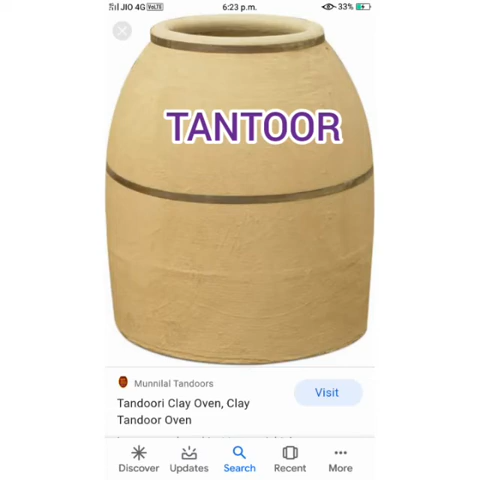 JIO 4G VoLTE 6:23 p.m. 33%
TANTOOR
Munnilal Tandoors
Tandoori Clay Oven, Clay
Tandoor Oven
Visit
Discover Updates Search Recent More